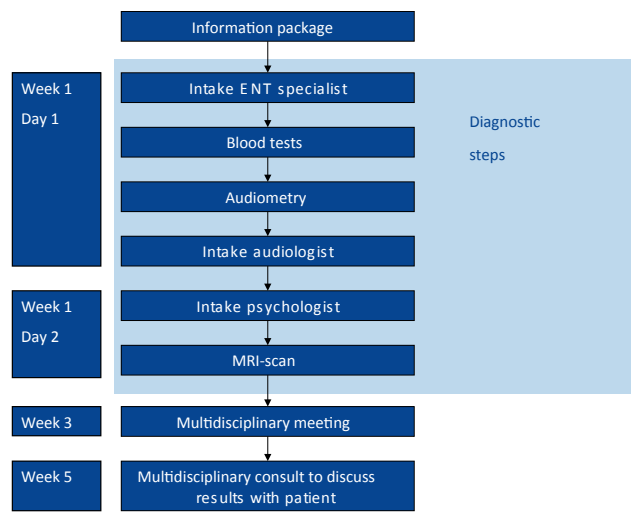 Information package
Week 1
Day 1
Intake ENT specialist
Blood tests
Audiometry
Intake audiologist
Diagnostic
steps
Week 1
Day 2
Intake psychologist
MRI-scan
Week 3
Multidisciplinary meeting
Week 5
Multidisciplinary consult to discuss
results with patient